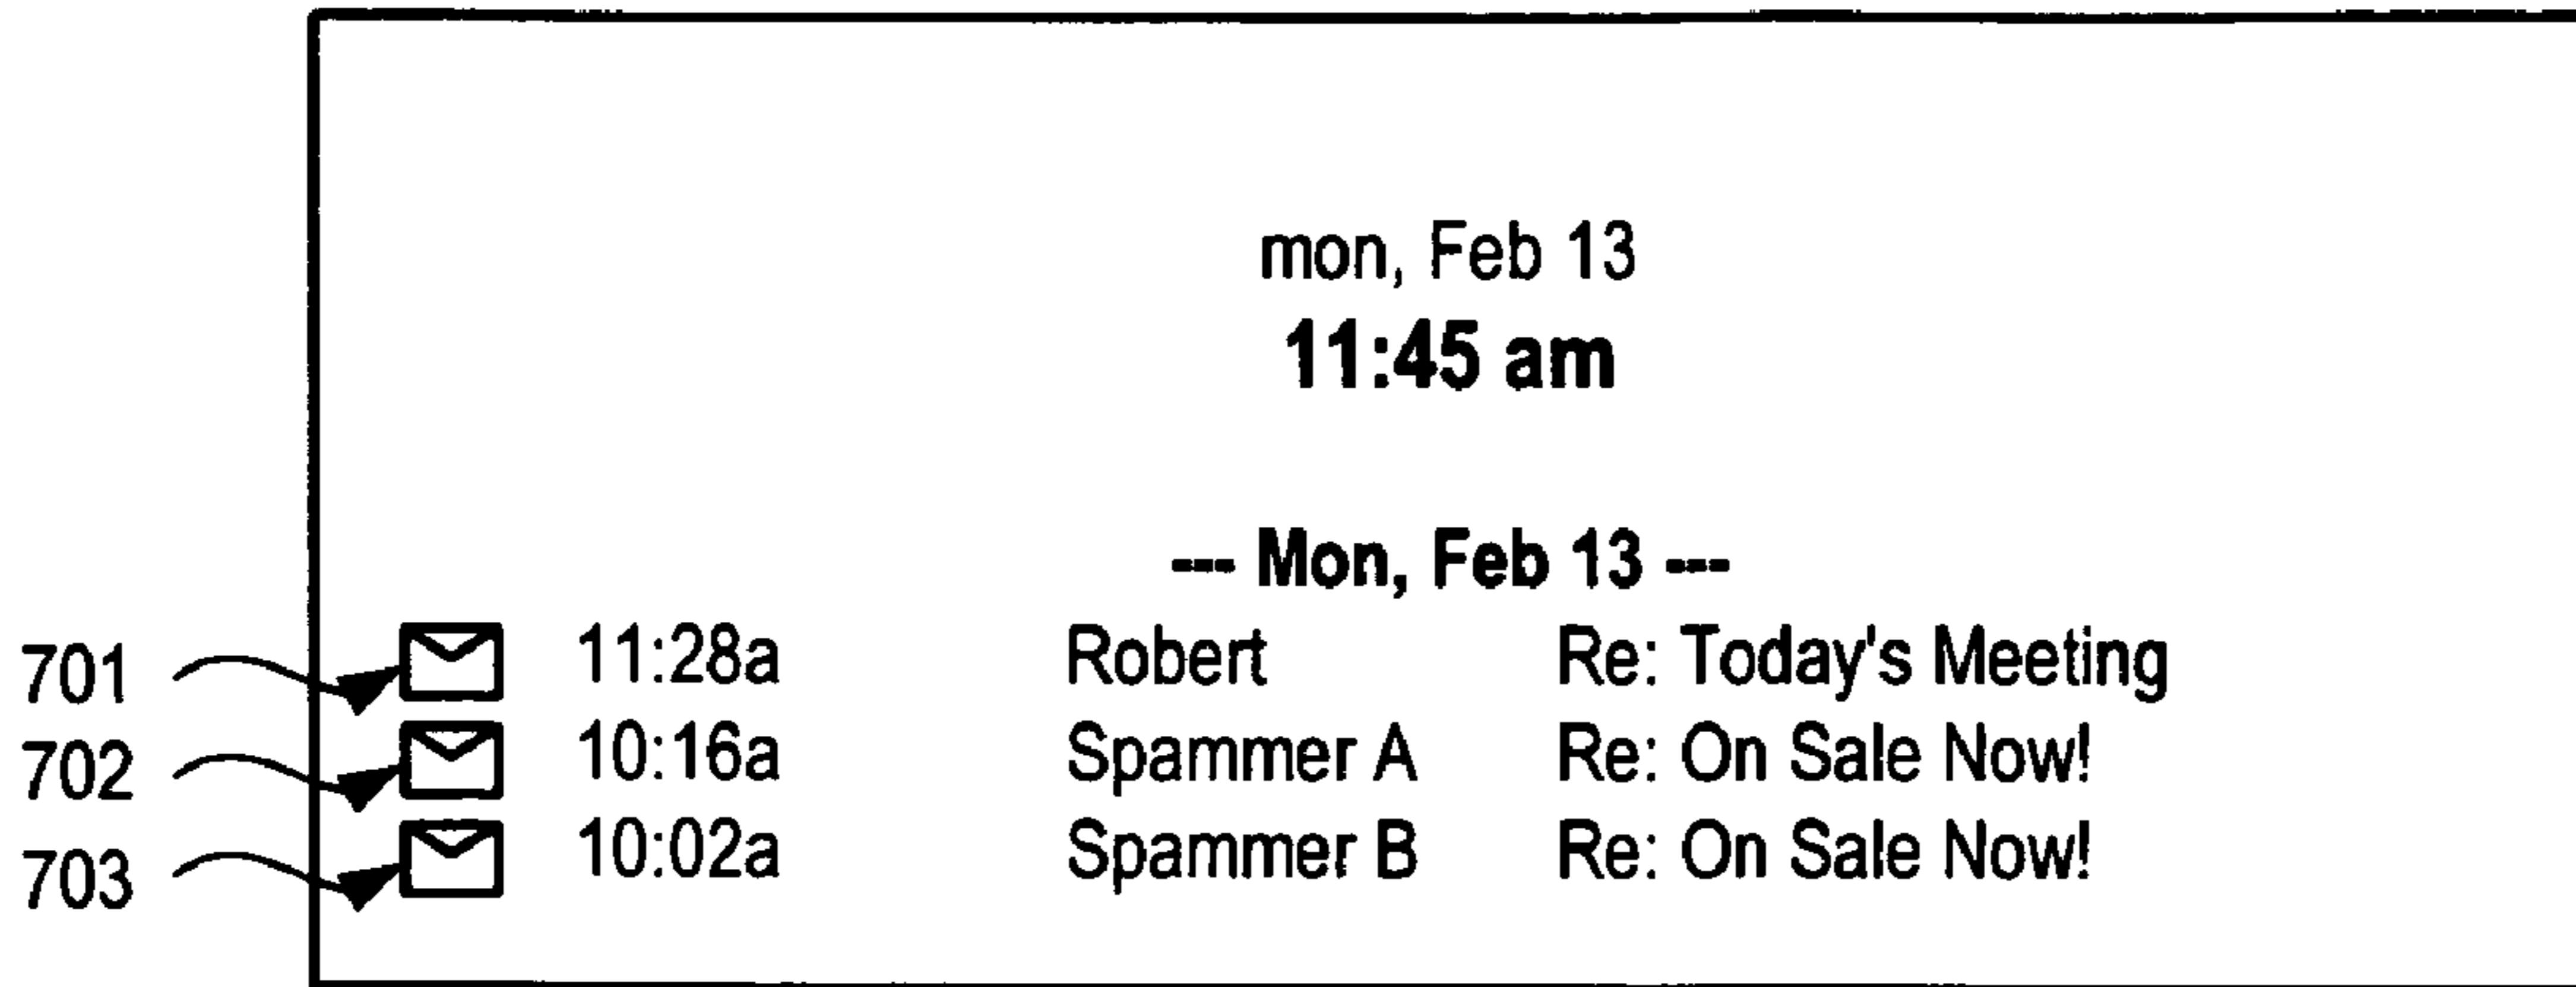 mon, Feb 13
11:45 am
--- Mon, Feb 13 ---
701 11:28a Robert Re: Today's Meeting
702 10:16a Spammer A Re: On Sale Now!
703 10:02a Spammer B Re: On Sale Now!